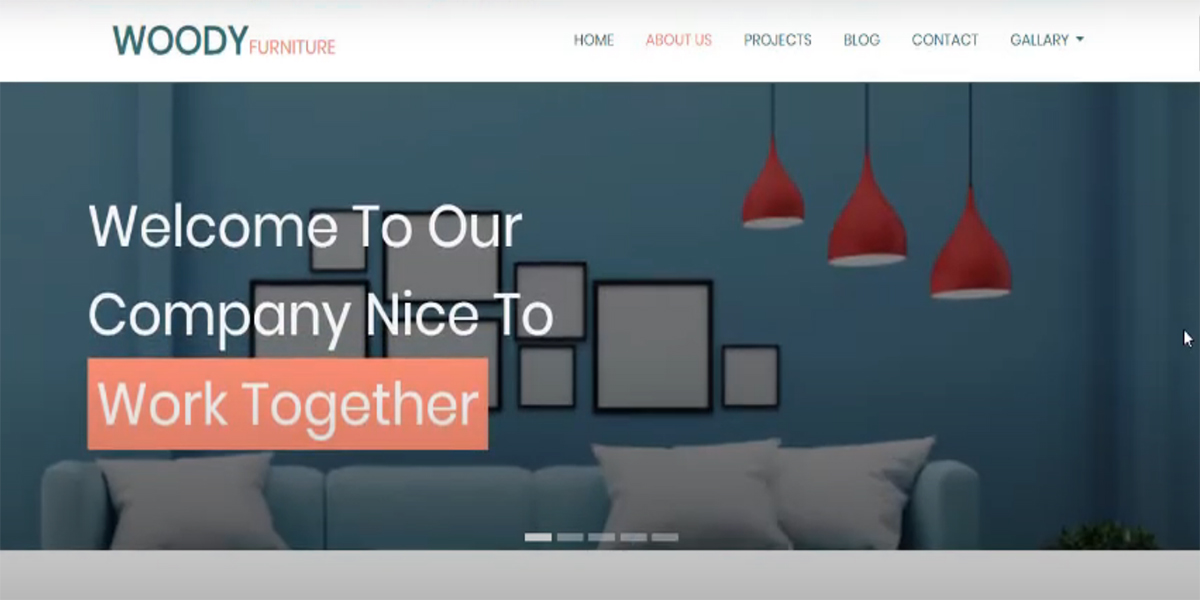 WOODY FURNITURE
HOME ABOUT US PROJECTS BLOG CONTACT GALLARY
Welcome To Our
Company Nice To
Work Together